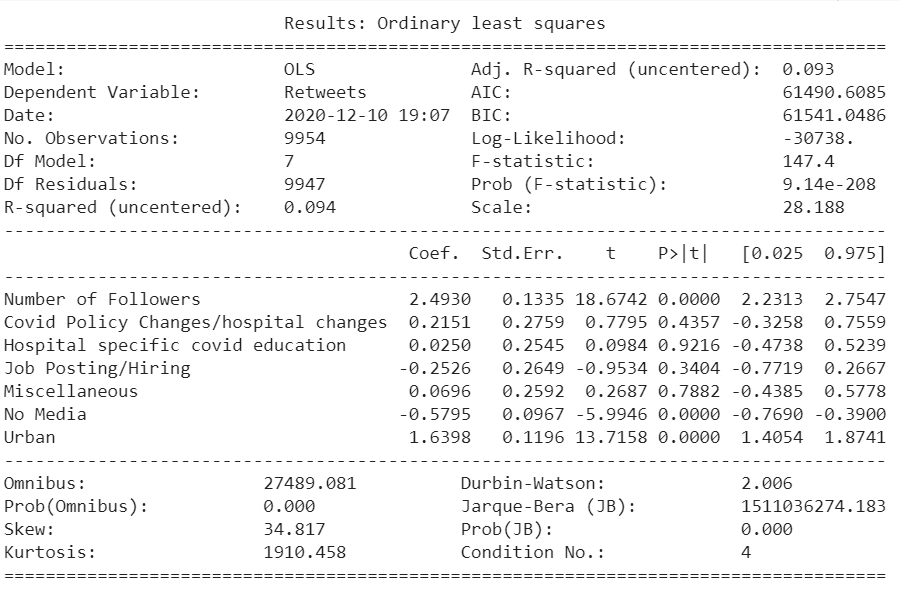 Results: Ordinary least squares
==========================================================================================
Model: OLS Adj. R-squared (uncentered): 0.093
Dependent Variable: Retweets AIC: 61490.6085
Date: 2020-12-10 19:07 BIC: 61541.0486
No. Observations: 9954 Log-Likelihood: -30738.
Df Model: 7 F-statistic: 147.4
Df Residuals: 9947 Prob (F-statistic): 9.14e-208
R-squared (uncentered): 0.094 Scale: 28.188
------------------------------------------------------------------------------------------
Coef. Std.Err. t P>|t| [0.025 0.975]
------------------------------------------------------------------------------------------
Number of Followers 2.4930 0.1335 18.6742 0.0000 2.2313 2.7547
Covid Policy Changes/hospital changes 0.2151 0.2759 0.7795 0.4357 -0.3258 0.7559
Hospital specific covid education 0.0250 0.2545 0.0984 0.9216 -0.4738 0.5239
Job Posting/Hiring -0.2526 0.2649 -0.9534 0.3404 -0.7719 0.2667
Miscellaneous 0.0696 0.2592 0.2687 0.7882 -0.4385 0.5778
No Media -0.5795 0.0967 -5.9946 0.0000 -0.7690 -0.3900
Urban 1.6398 0.1196 13.7158 0.0000 1.4054 1.8741
------------------------------------------------------------------------------------------
Omnibus: 27489.081 Durbin-Watson: 2.006
Prob(Omnibus): 0.000 Jarque-Bera (JB): 1511036274.183
Skew: 34.817 Prob(JB): 0.000
Kurtosis: 1910.458 Condition No.: 4
==========================================================================================